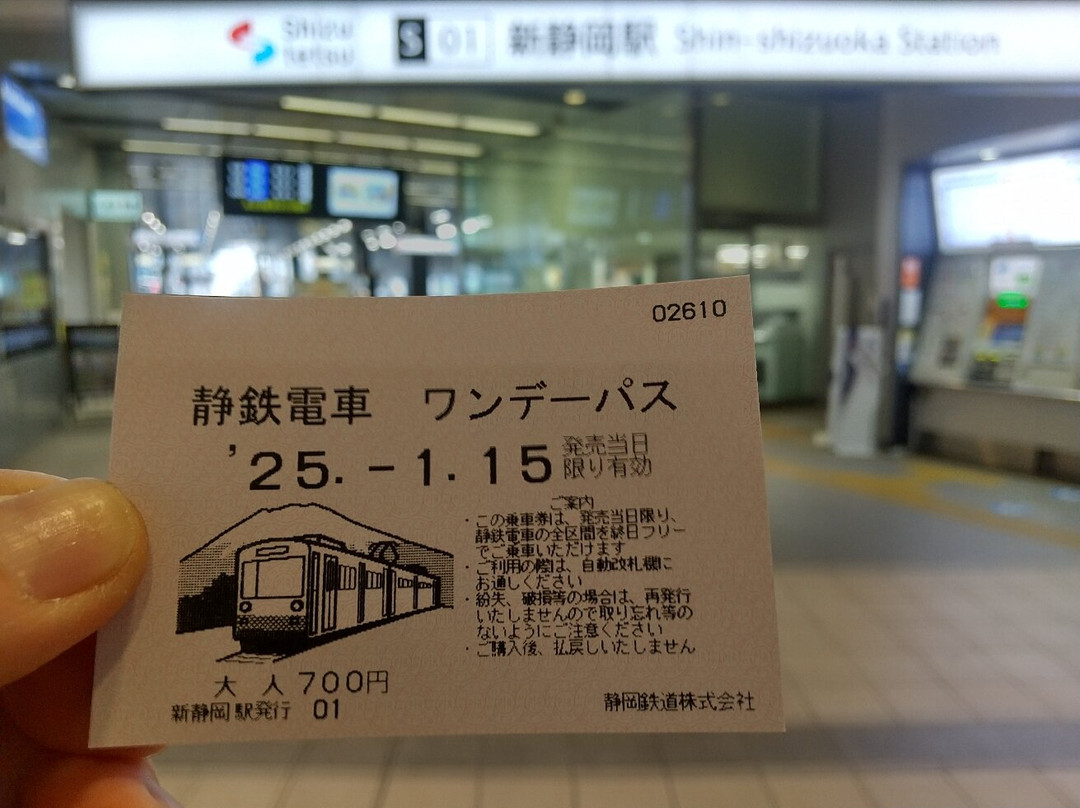 Shizu
tetsu
S 01 新静岡駅 Shin-shizuoka Station
02610
静鉄電車 ワンデーパス
'25.-1.15 発売当日
限り有効
ご案内
・この乗車券は、発売当日限り、
静鉄電車の全区間を終日フリー
でご乗車いただけます
・ご利用の際は、自動改札機に
お通しください
・紛失、破損等の場合は、再発行
いたしませんので取り忘れ等の
ないようにご注意ください
・ご購入後、払戻しいたしません
大人700円
新静岡駅発行 01
静岡鉄道株式会社